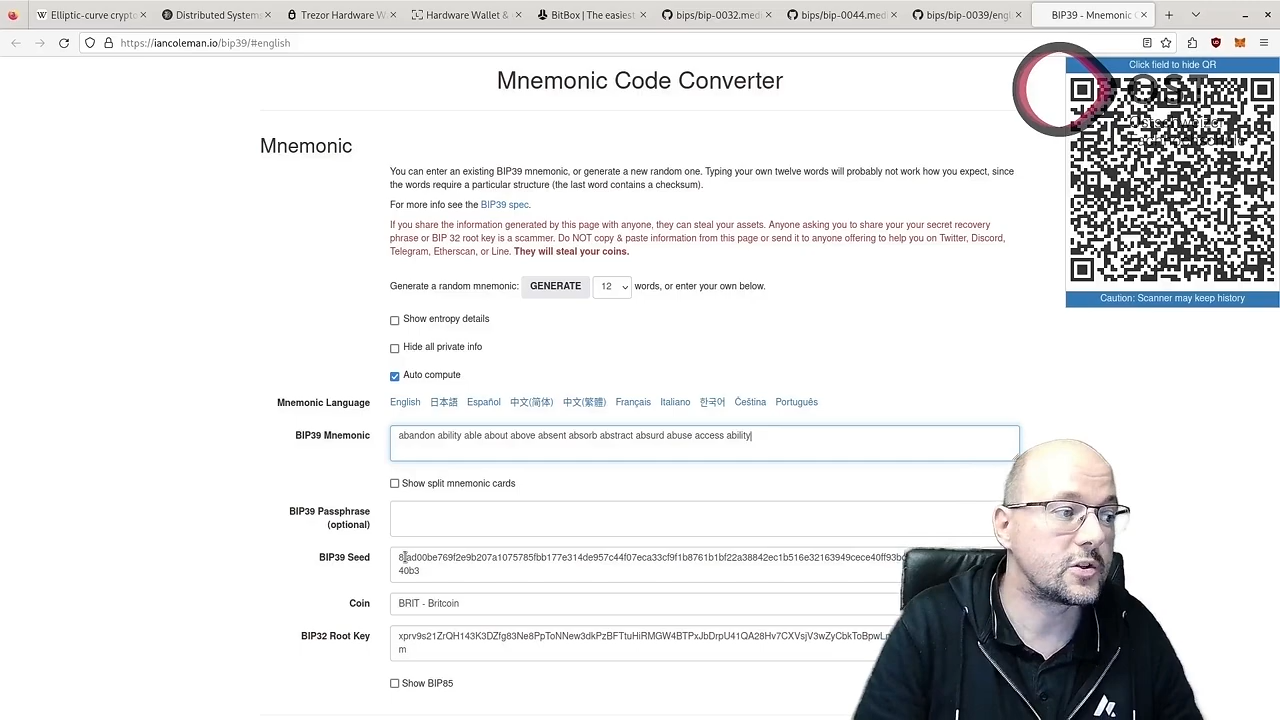 Elliptic-curve crypto
Distributed System
Trezor Hardware W
Hardware Wallet &
BitBox | The easiest
bips/bip-0032.medi
bips/bip-0044.medi
bips/bip-0039/engl
BIP39 - Mnemonic C
https://iancoleman.io/bip39/#english
Click field to hide QR
OST
Mnemonic Code Converter
Mnemonic
You can enter an existing BIP39 mnemonic, or generate a new random one. Typing your own twelve words will probably not work how you expect, since
the words require a particular structure (the last word contains a checksum).
For more info see the BIP39 spec.
If you share the information generated by this page with anyone, they can steal your assets. Anyone asking you to share your your secret recovery
phrase or BIP 32 root key is a scammer. Do NOT copy & paste information from this page or send it to anyone offering to help you on Twitter, Discord,
Telegram, Etherscan, or Line. They will steal your coins.
Generate a random mnemonic: GENERATE 12 words, or enter your own below.
Caution: Scanner may keep history
Show entropy details
Hide all private info
Auto compute
Mnemonic Language English 日本語 Español 中文(简体) 中文(繁體) Français Italiano 한국어 Čeština Português
BIP39 Mnemonic abandon ability able about above absent absorb abstract absurd abuse access ability
Show split mnemonic cards
BIP39 Passphrase
(optional)
BIP39 Seed
40b3
Coin BRIT - Britcoin
BIP32 Root Key
m
Show BIP85